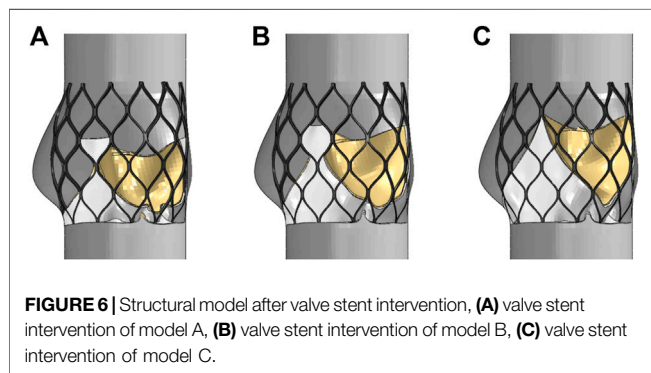 A B C
FIGURE 6 | Structural model after valve stent intervention, (A) valve stent
intervention of model A, (B) valve stent intervention of model B, (C) valve stent
intervention of model C.